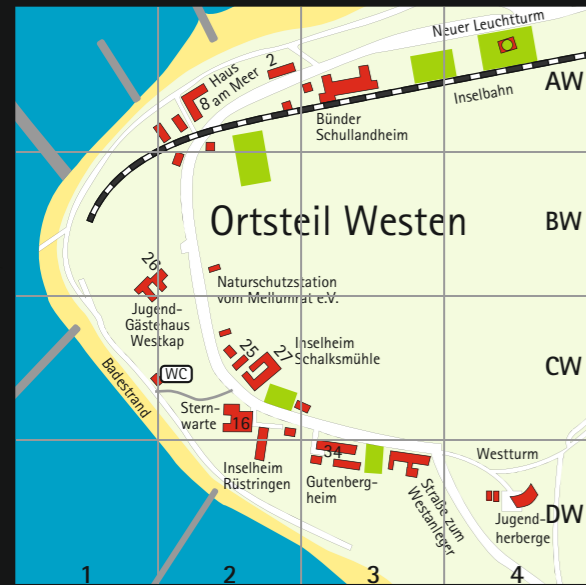 Neuer Leuchtturm
AW
Haus
am Meer
2
8
Inselbahn
Bünder
Schullandheim
Ortsteil Westen
BW
26
Naturschutzstation
vom Mellumrat e.V.
Jugend-
Gästehaus
Westkap
25
27
Inselheim
Schalksmühle
CW
WC
Badestrand
Stern-
warte
16
34
Inselheim
Rüstringen
Gutenberg-
heim
Straße zum
Westanleger
Westturm
Jugend-
herberge
DW
1
2
3
4